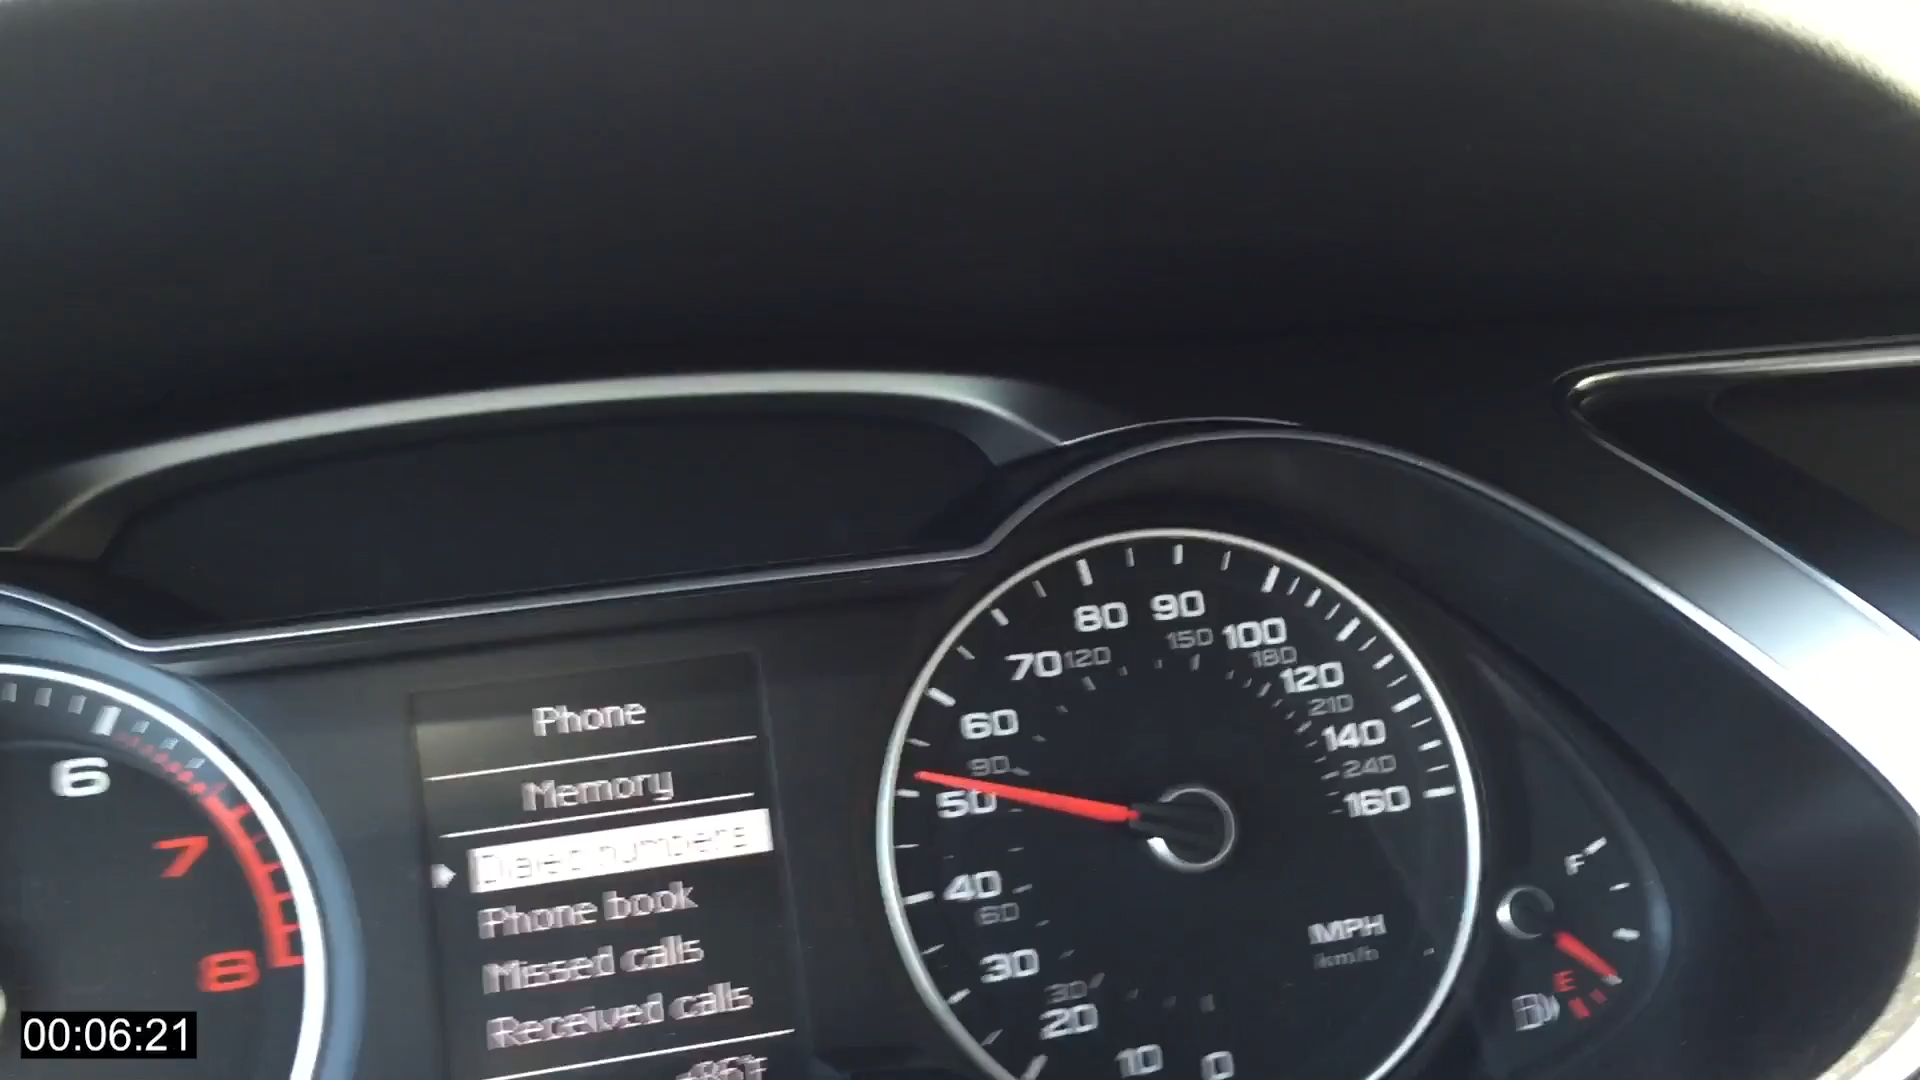 Phone
Memory
Dialed numbers
Phone book
Missed calls
Received calls
6
7
8
0
10
20
30
40
50
60
70
80
90
100
120
140
160
30
60
90
120
150
180
210
240
MPH
km/h
F
E
00:06:21